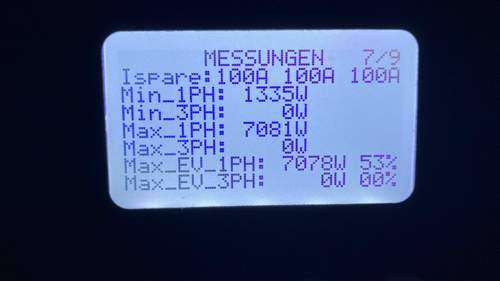 MESSUNGEN 7/9
Ispare:100A 100A 100A
Min_1PH: 1335W
Min_3PH: 0W
Max_1PH: 7081W
Max_3PH: 0W
Max_EV_1PH: 7078W 53%
Max_EV_3PH: 0W 00%